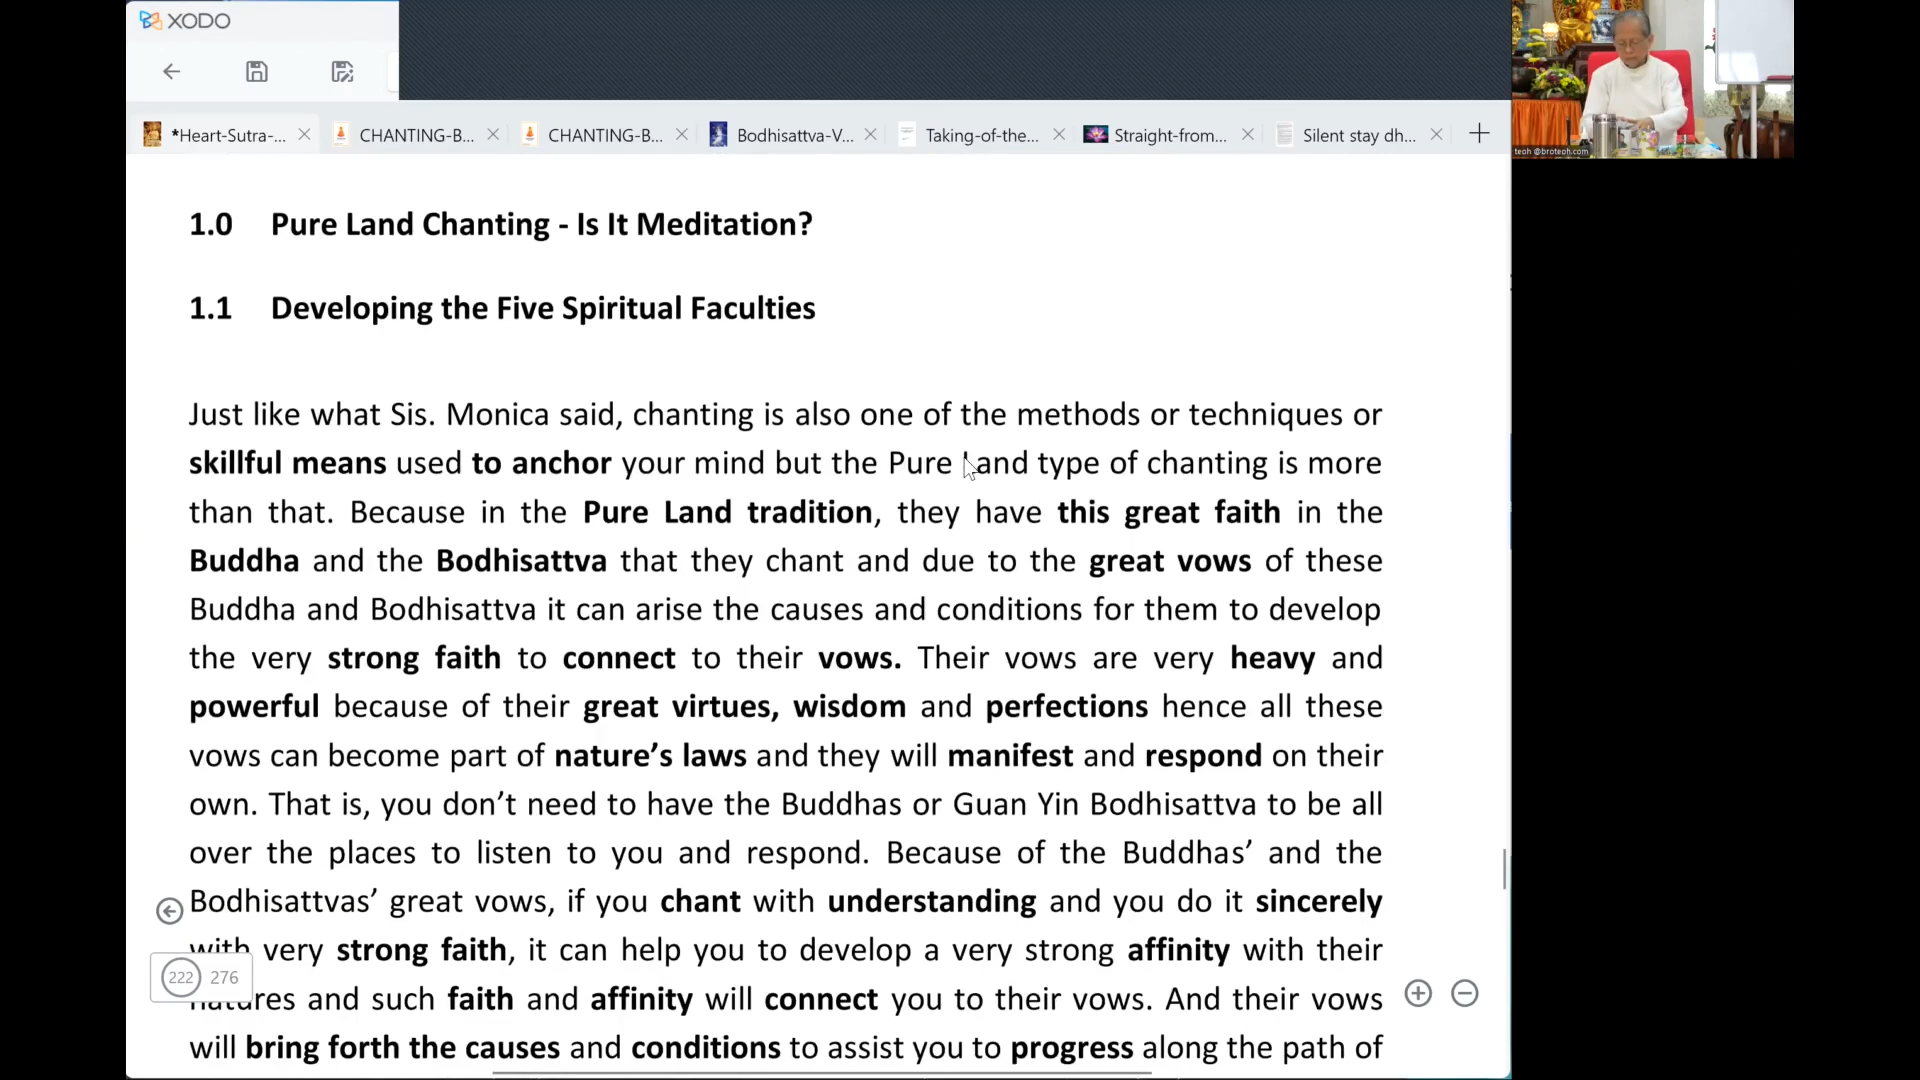 XODO
*Heart-Sutra-...
CHANTING-B...
CHANTING-B...
Bodhisattva-V...
Taking-of-the...
Straight-from...
Silent stay dh...
teoh @broteoh.com
1.0 Pure Land Chanting - Is It Meditation?
1.1 Developing the Five Spiritual Faculties
Just like what Sis. Monica said, chanting is also one of the methods or techniques or
skillful means used to anchor your mind but the Pure Land type of chanting is more
than that. Because in the Pure Land tradition, they have this great faith in the
Buddha and the Bodhisattva that they chant and due to the great vows of these
Buddha and Bodhisattva it can arise the causes and conditions for them to develop
the very strong faith to connect to their vows. Their vows are very heavy and
powerful because of their great virtues, wisdom and perfections hence all these
vows can become part of nature’s laws and they will manifest and respond on their
own. That is, you don’t need to have the Buddhas or Guan Yin Bodhisattva to be all
over the places to listen to you and respond. Because of the Buddhas’ and the
Bodhisattvas’ great vows, if you chant with understanding and you do it sincerely
with very strong faith, it can help you to develop a very strong affinity with their
natures and such faith and affinity will connect you to their vows. And their vows
will bring forth the causes and conditions to assist you to progress along the path of
222 276